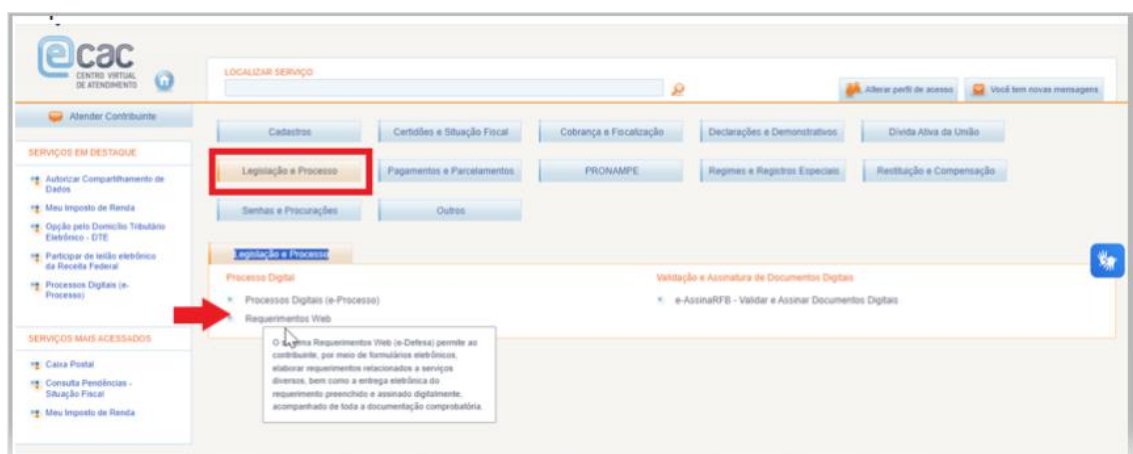 ecac
CENTRO VIRTUAL
DE ATENDIMENTO
LOCALIZAR SERVIÇO
Alterar perfil de acesso
Você tem novas mensagens
Atender Contribuinte
SERVIÇOS EM DESTAQUE
Autorizar Compartilhamento de
Dados
Meu Imposto de Renda
Opção pelo Domicílio Tributário
Eletrônico - DTE
Participar de leilão eletrônico
da Receita Federal
Processos Digitais (e-
Processo)
SERVIÇOS MAIS ACESSADOS
Caixa Postal
Consulta Pendências -
Situação Fiscal
Meu Imposto de Renda
Cadastros
Certidões e Situação Fiscal
Cobrança e Fiscalização
Declarações e Demonstrativos
Dívida Ativa da União
Legislação e Processo
Pagamentos e Parcelamentos
PRONAMPE
Regimes e Registros Especiais
Restituição e Compensação
Senhas e Procurações
Outros
Legislação e Processo
Processo Digital
Processos Digitais (e-Processo)
Requerimentos Web
Validação e Assinatura de Documentos Digitais
e-AssinaRFB - Validar e Assinar Documentos Digitais
O sistema Requerimentos Web (e-Defesa) permite ao
contribuinte, por meio de formulários eletrônicos,
elaborar requerimentos relacionados a serviços
diversos, bem como a entrega eletrônica do
requerimento preenchido e assinado digitalmente,
acompanhado de toda a documentação comprobatória.